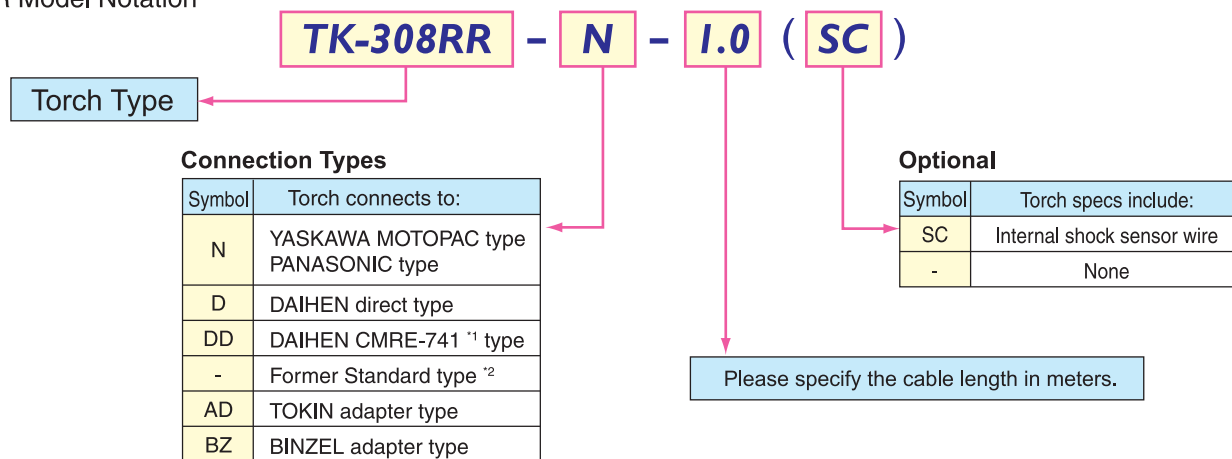 Model Notation
TK-308RR - N - 1.0 (SC)
Torch Type
Connection Types
Symbol Torch connects to:
N YASKAWA MOTOPAC type
PANASONIC type
D DAIHEN direct type
DD DAIHEN CMRE-741 *1 type
- Former Standard type *2
AD TOKIN adapter type
BZ BINZEL adapter type
Optional
Symbol Torch specs include:
SC Internal shock sensor wire
- None
Please specify the cable length in meters.